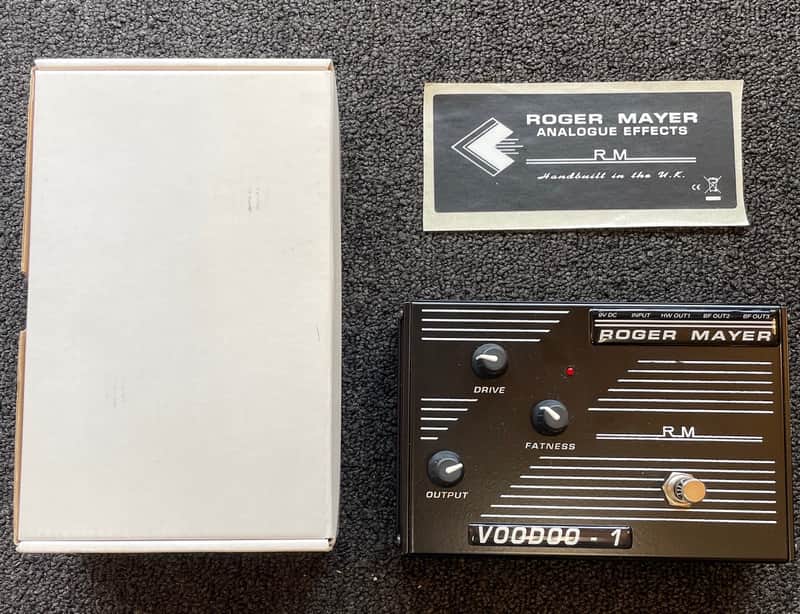 ROGER MAYER
ANALOGUE EFFECTS
RM
Handbuilt in the U.K.
CE
9V DC INPUT HW OUT1 BF OUT2 BF OUT3
ROGER MAYER
DRIVE
RM
FATNESS
OUTPUT
VOODOO - 1